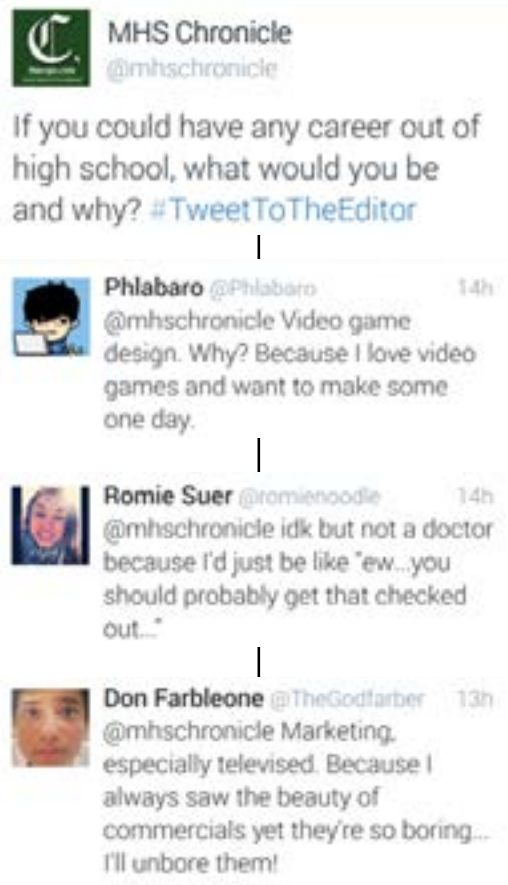 C.
MHS Chronicle
@mhschronicle
If you could have any career out of
high school, what would you be
and why? #TweetToTheEditor
Phlabaro @Phlabaro 14h
@mhschronicle Video game
design. Why? Because I love video
games and want to make some
one day.
Romie Suer @romienoodle 14h
@mhschronicle idk but not a doctor
because I'd just be like "ew...you
should probably get that checked
out..."
Don Farbleone @TheGodfarber 13h
@mhschronicle Marketing,
especially televised. Because I
always saw the beauty of
commercials yet they're so boring...
I'll unbore them!